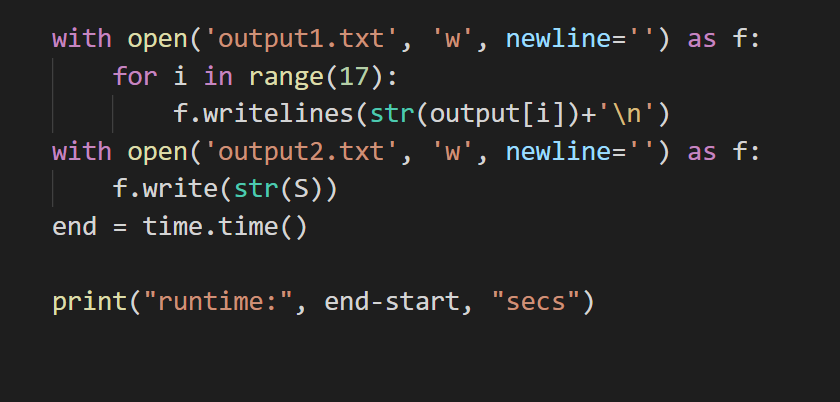 with open('output1.txt', 'w', newline='') as f:
    for i in range(17):
        f.writelines(str(output[i])+'\n')
with open('output2.txt', 'w', newline='') as f:
    f.write(str(S))
end = time.time()
print("runtime:", end-start, "secs")